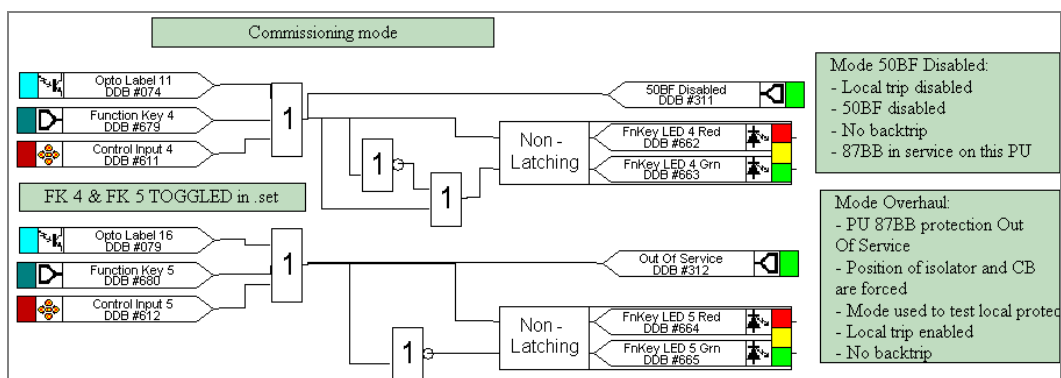 Commissioning mode
Opto Label 11
DDB #074
Function Key 4
DDB #679
Control Input 4
DDB #611
1
1
1
50BF Disabled
DDB #311
Non -
Latching
FnKey LED 4 Red
DDB #662
FnKey LED 4 Grn
DDB #663
Mode 50BF Disabled:
- Local trip disabled
- 50BF disabled
- No backtrip
- 87BB in service on this PU
FK 4 & FK 5 TOGGLED in .set
Opto Label 16
DDB #079
Function Key 5
DDB #680
Control Input 5
DDB #612
1
1
Out Of Service
DDB #312
Non -
Latching
FnKey LED 5 Red
DDB #664
FnKey LED 5 Grn
DDB #665
Mode Overhaul:
- PU 87BB protection Out
Of Service
- Position of isolator and CB
are forced
- Mode used to test local protec
- Local trip enabled
- No backtrip